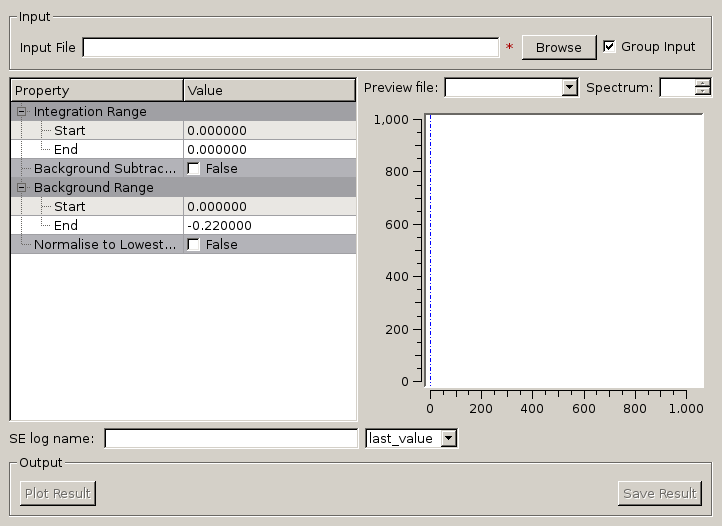 Input
Input File * Browse Group Input
Property Value
Integration Range
Start 0.000000
End 0.000000
Background Subtrac... False
Background Range
Start 0.000000
End -0.220000
Normalise to Lowest... False
Preview file: Spectrum:
1,000
800
600
400
200
0
0 200 400 600 800 1.000
SE log name: last_value
Output
Plot Result Save Result